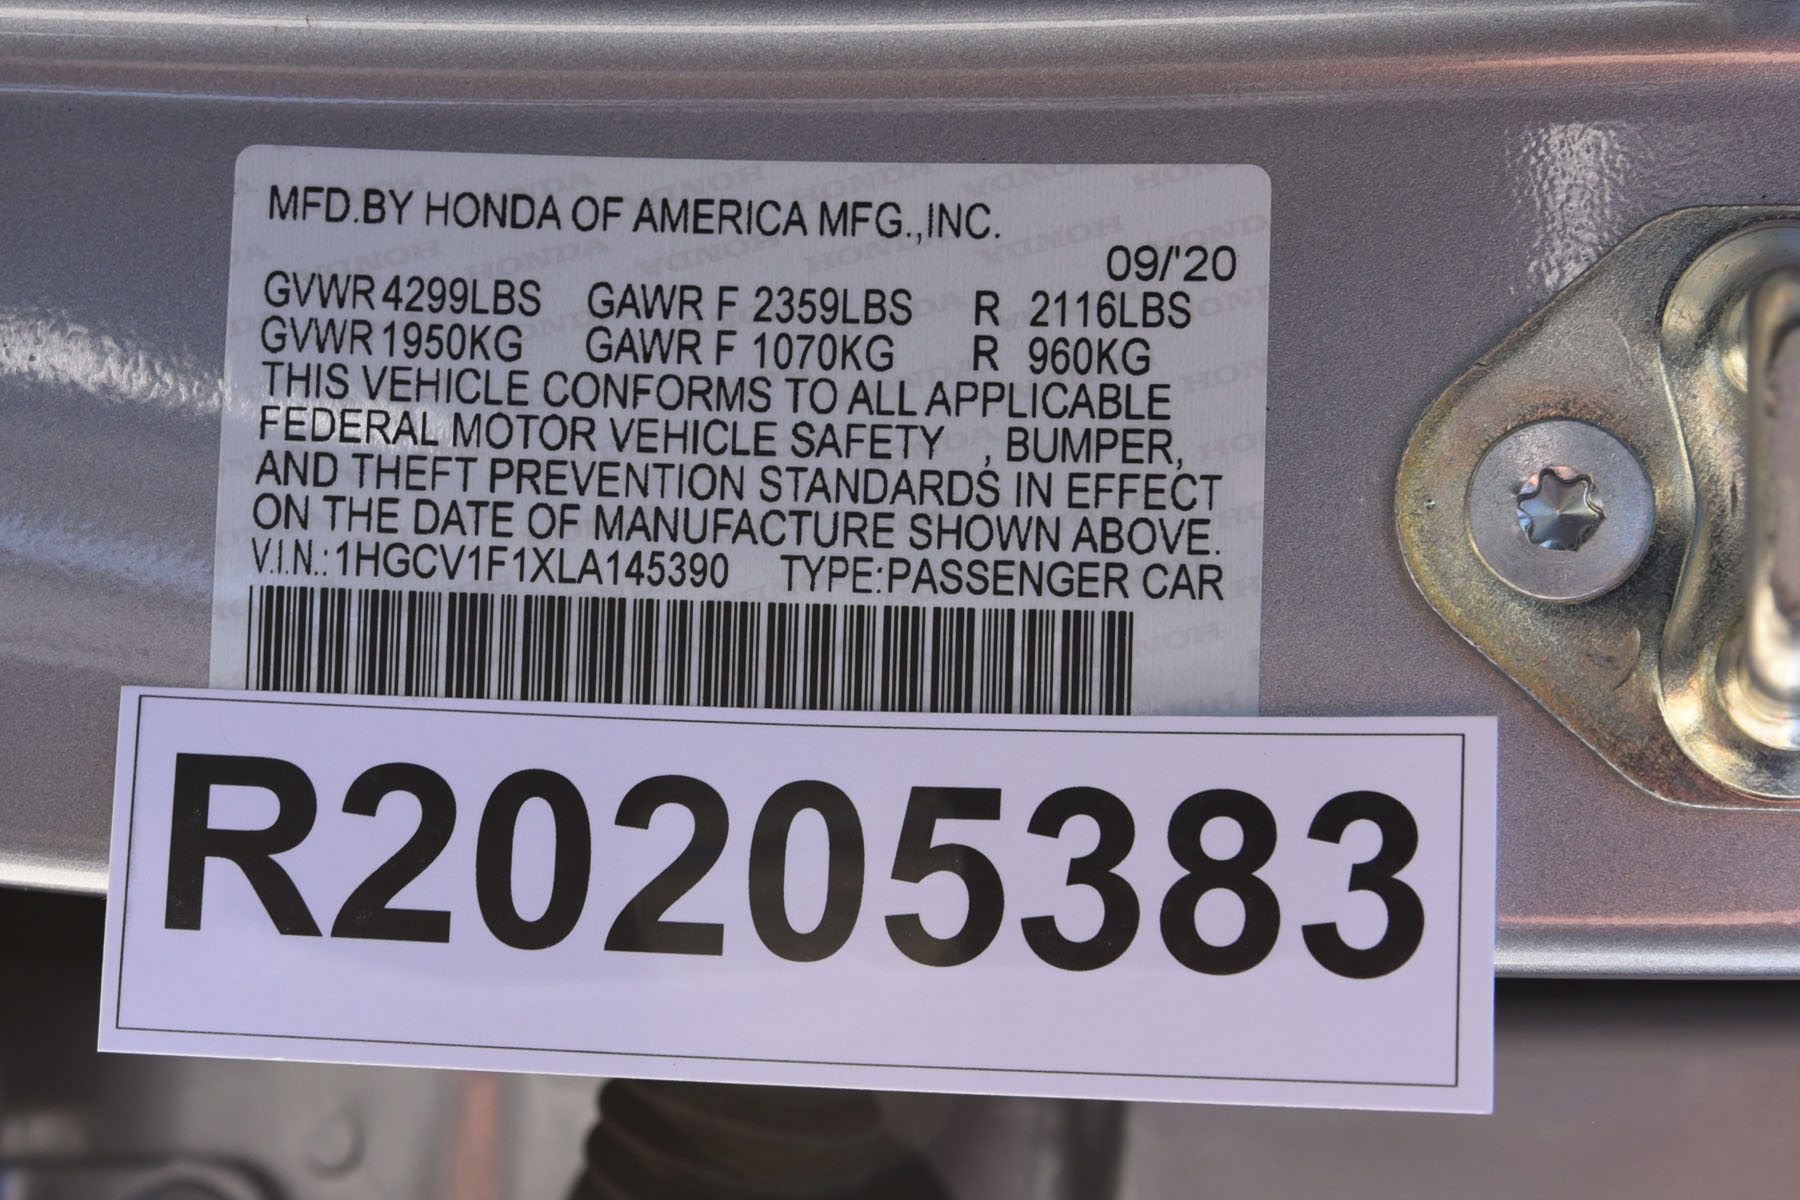 MFD.BY HONDA OF AMERICA MFG.,INC.
09/'20
GVWR 4299LBS GAWR F 2359LBS R 2116LBS
GVWR 1950KG GAWR F 1070KG R 960KG
THIS VEHICLE CONFORMS TO ALL APPLICABLE
FEDERAL MOTOR VEHICLE SAFETY , BUMPER,
AND THEFT PREVENTION STANDARDS IN EFFECT
ON THE DATE OF MANUFACTURE SHOWN ABOVE.
V.I.N.: 1HGCV1F1XLA145390 TYPE:PASSENGER CAR
R20205383